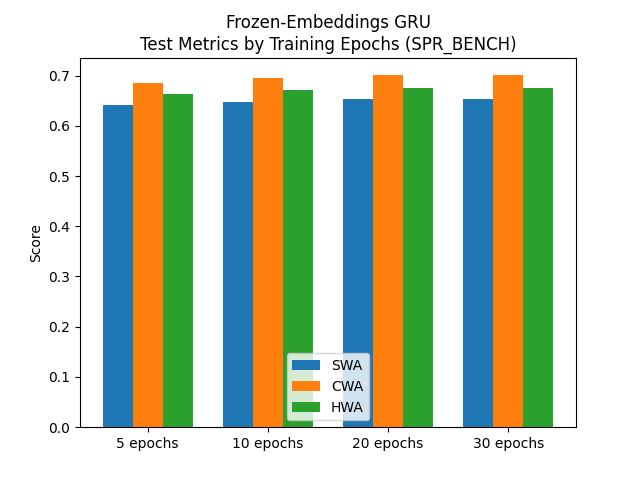 Frozen-Embeddings GRU
Test Metrics by Training Epochs (SPR_BENCH)
Score
0.7
0.6
0.5
0.4
0.3
0.2
0.1
0.0
SWA
CWA
HWA
5 epochs
10 epochs
20 epochs
30 epochs